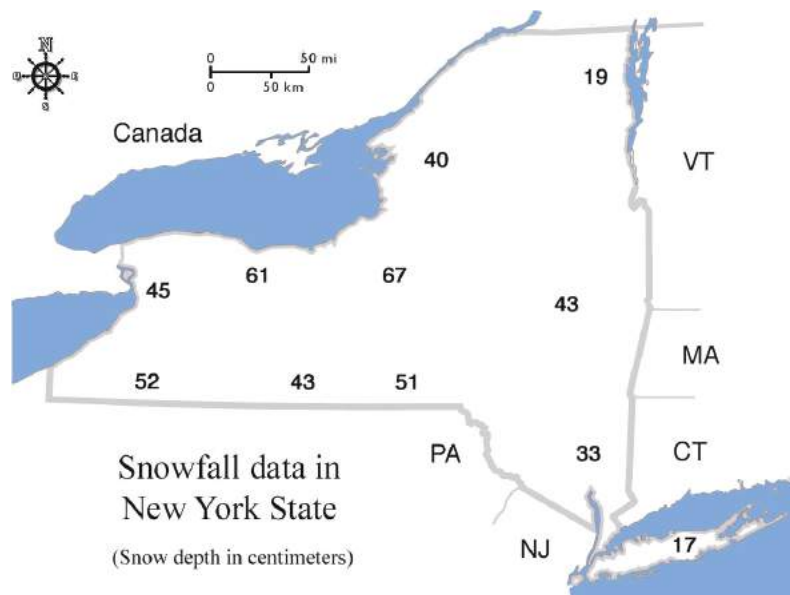 N
0 50 mi
0 50 km
S
Canada
19
40
VT
45
61
67
43
MA
52
43
51
PA
33
CT
Snowfall data in
New York State
(Snow depth in centimeters)
NJ
17